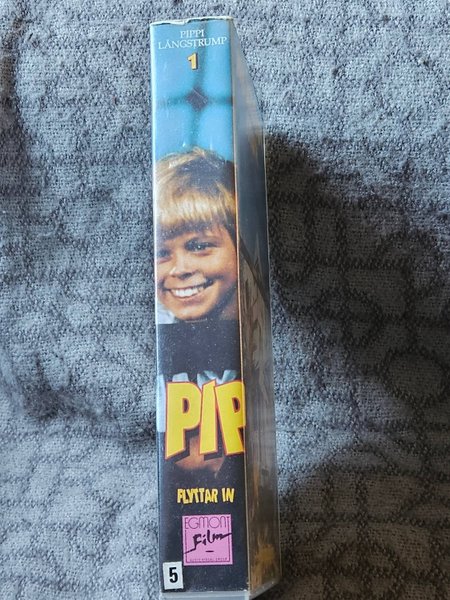 PIPPI
LÅNGSTRUMP
1
PIP
FLYTTAR IN
EGMONT
Film
5